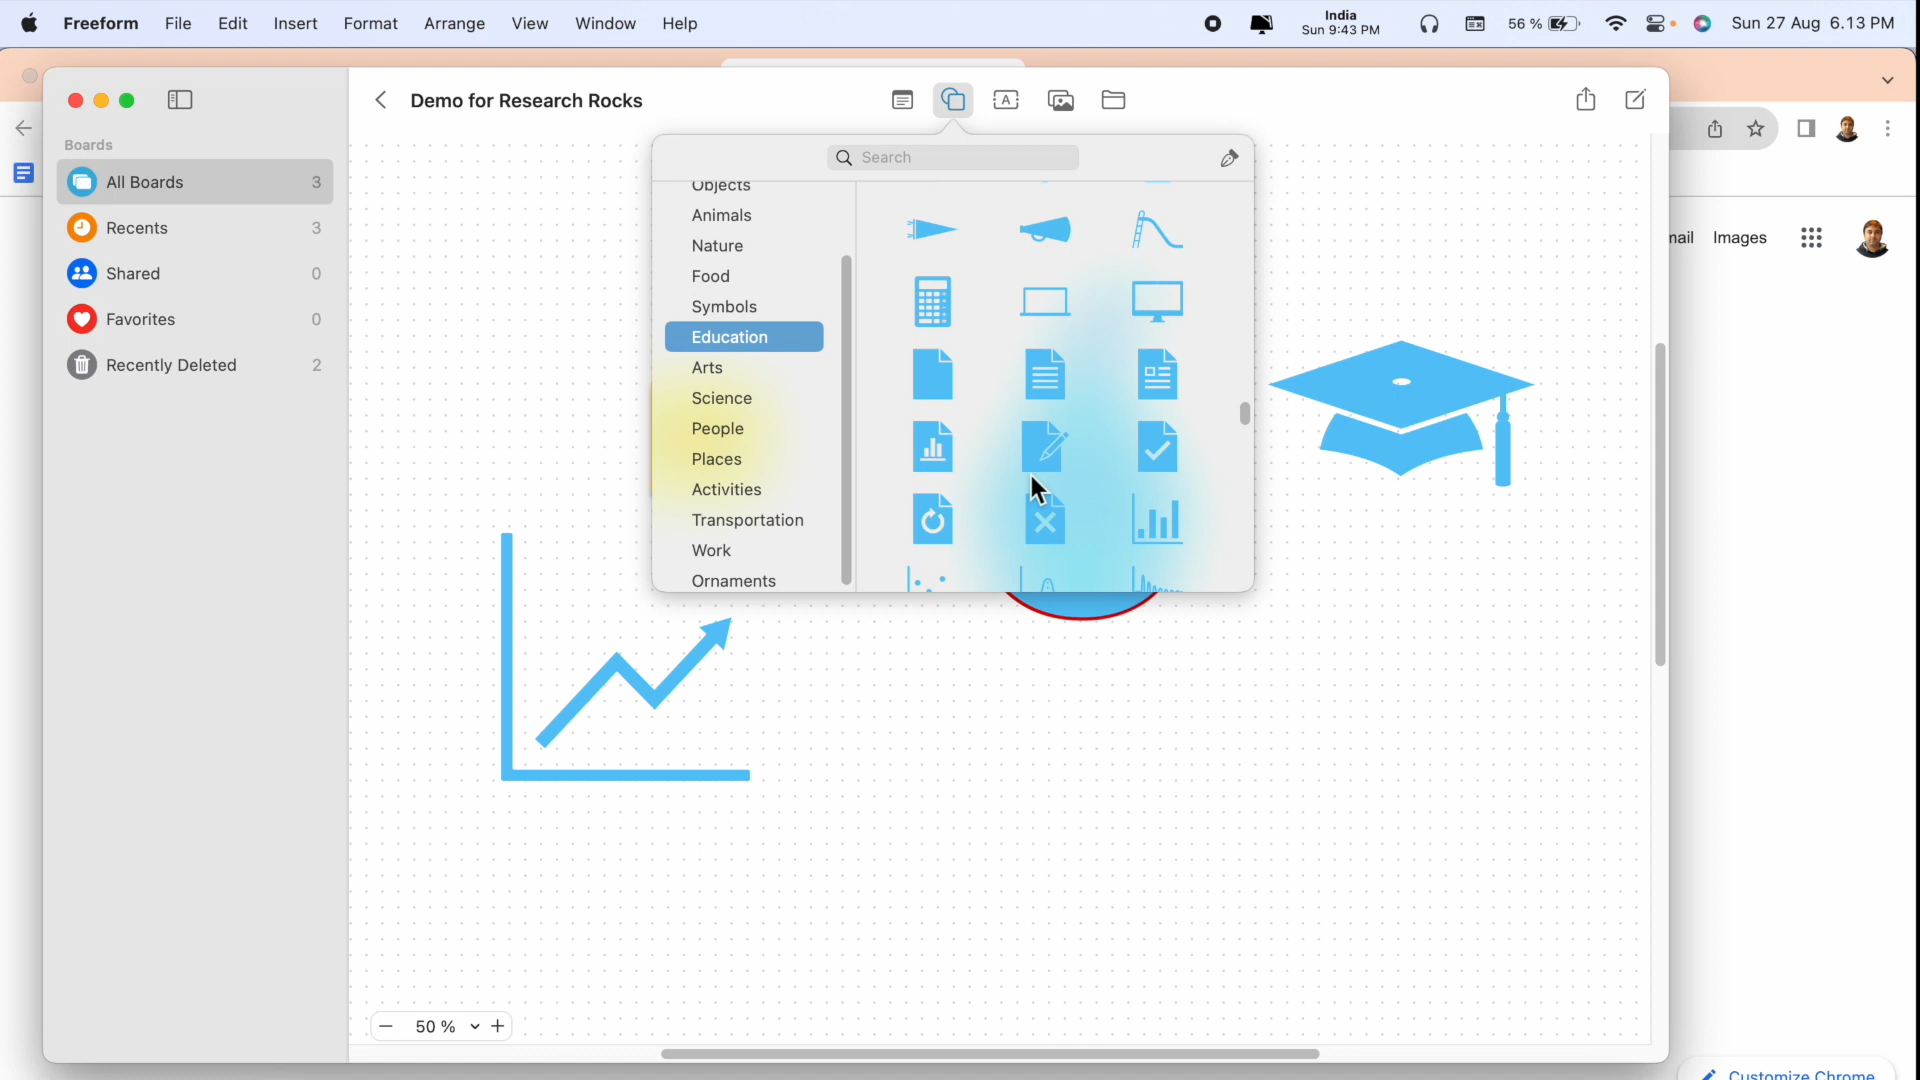 Freeform File Edit Insert Format Arrange View Window Help
India
Sun 9:43 PM
56 %
Sun 27 Aug 6.13 PM
Demo for Research Rocks
Boards
All Boards 3
Recents 3
Shared 0
Favorites 0
Recently Deleted 2
Search
Objects
Animals
Nature
Food
Symbols
Education
Arts
Science
People
Places
Activities
Transportation
Work
Ornaments
A
mail Images
50 %
Customize Chrome